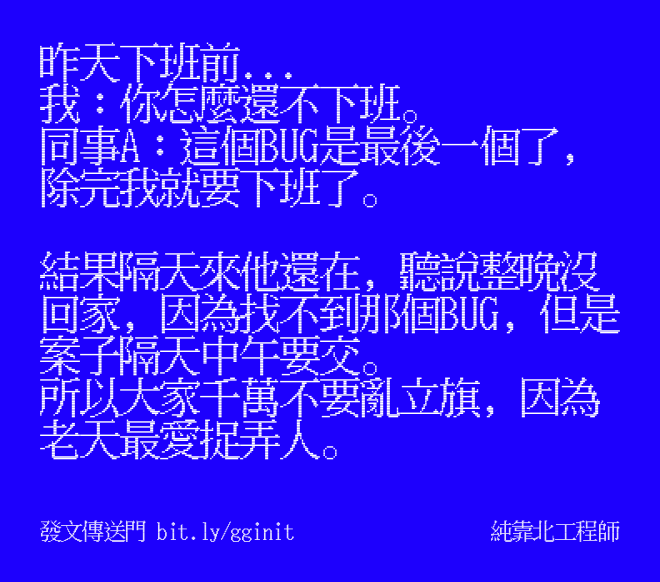 昨天下班前...
我：你怎麼還不下班。
同事A：這個BUG是最後一個了,
除完我就要下班了。
結果隔天來他還在, 聽說整晚沒
回家, 因為找不到那個BUG, 但是
案子隔天中午要交。
所以大家千萬不要亂立旗, 因為
老天最愛捉弄人。
發文傳送門 bit.ly/gginit
純靠北工程師